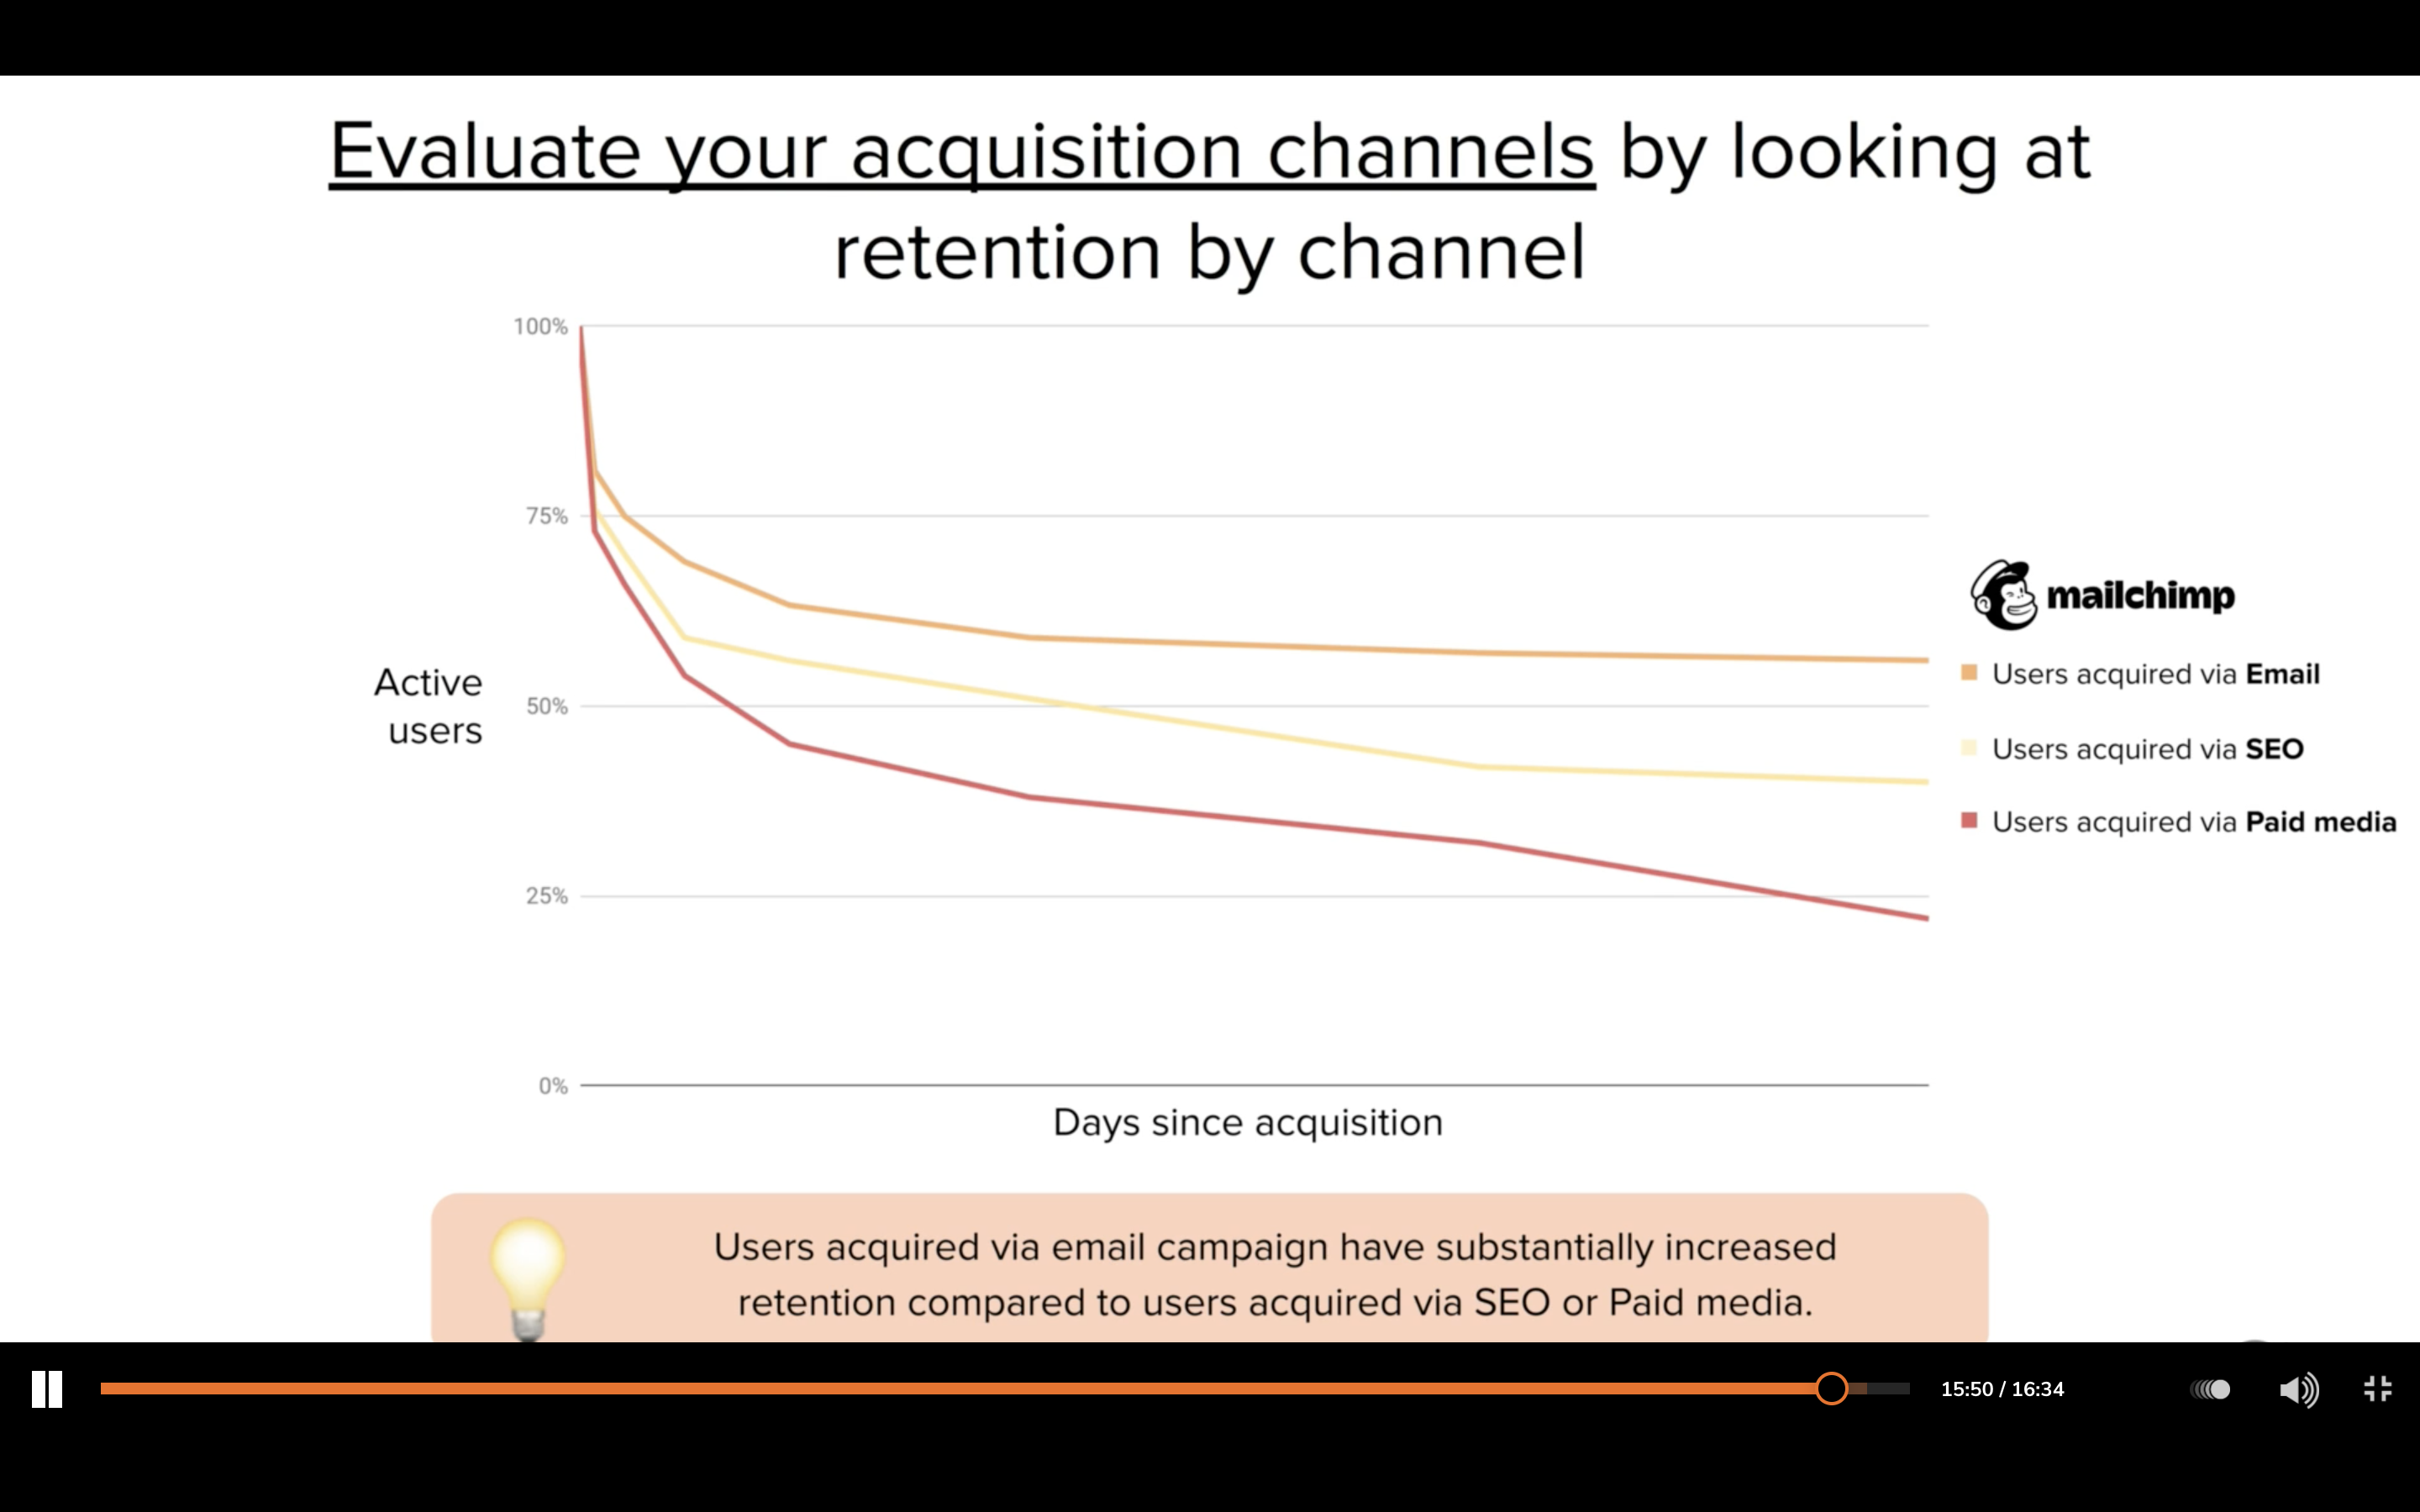 Evaluate your acquisition channels by looking at
retention by channel
100%
75%
50%
25%
0%
Active
users
mailchimp
Users acquired via Email
Users acquired via SEO
Users acquired via Paid media
Days since acquisition
Users acquired via email campaign have substantially increased
retention compared to users acquired via SEO or Paid media.
15:50 / 16:34